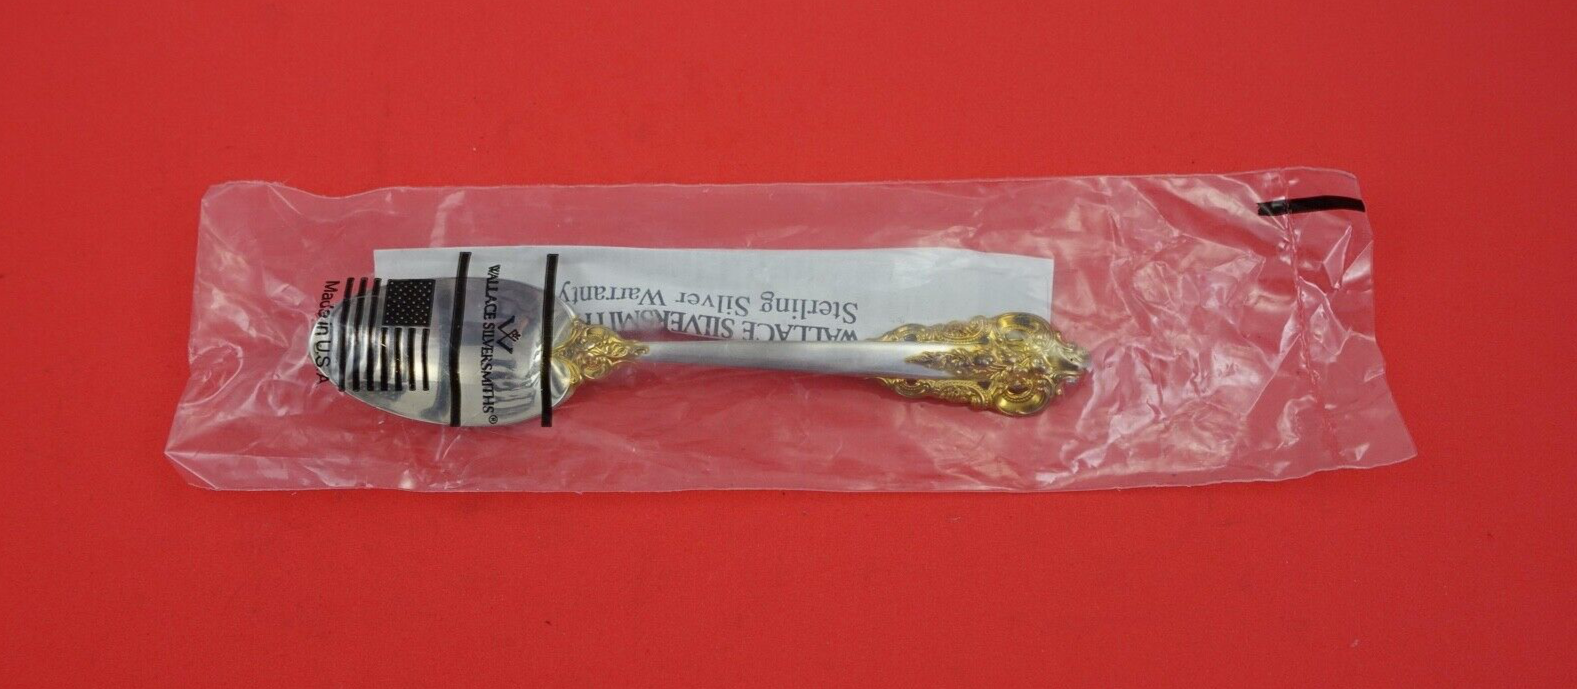 Made in U.S.A
WALLACE SILVERSMITHS®
WALLACE SILVERSMITH
Sterling Silver Warranty